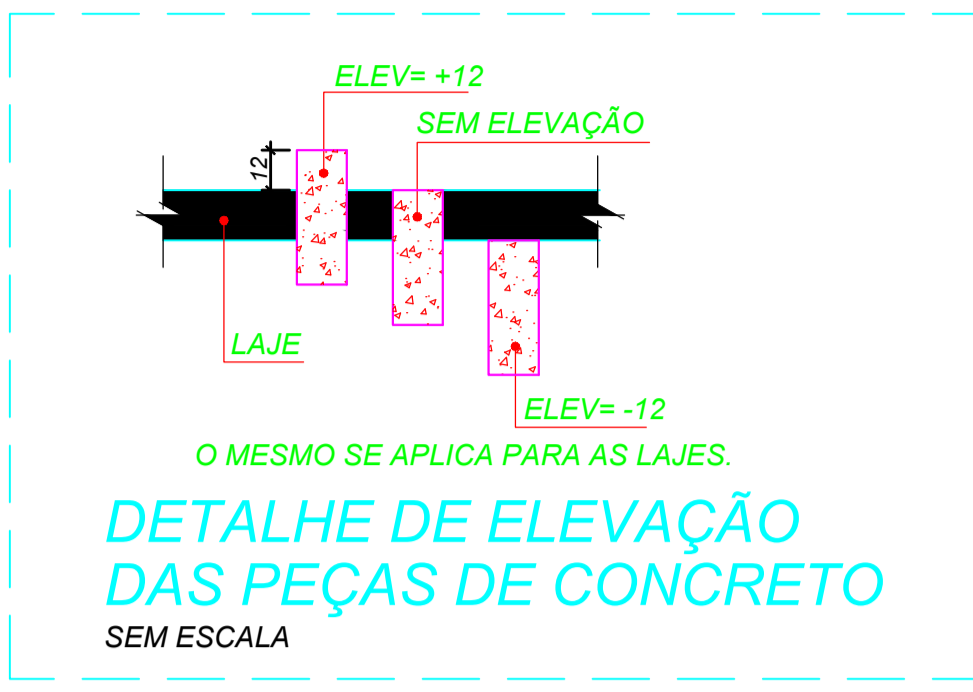 ELEV= +12
SEM ELEVAÇÃO
12
LAJE
ELEV= -12
O MESMO SE APLICA PARA AS LAJES.
DETALHE DE ELEVAÇÃO
DAS PEÇAS DE CONCRETO
SEM ESCALA